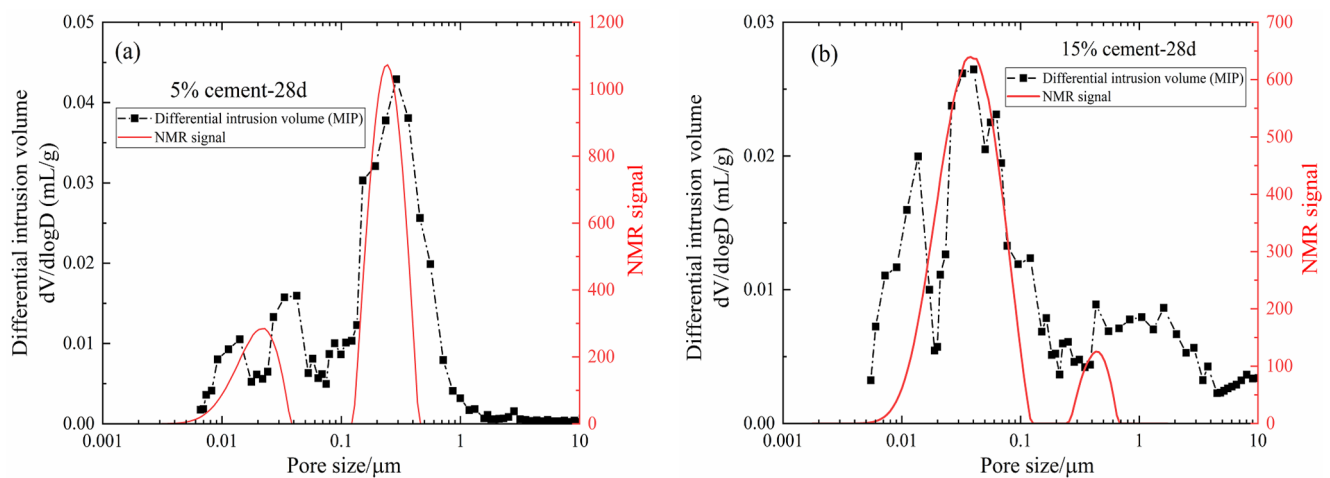 (a)
5% cement-28d
Differential intrusion volume (MIP)
NMR signal
Differential intrusion volume
dV/dlogD (mL/g)
0.05
0.04
0.03
0.02
0.01
0.00
0.001
0.01
0.1
1
10
Pore size/μm
1200
1000
800
600
400
200
0
NMR signal
(b)
15% cement-28d
Differential intrusion volume (MIP)
NMR signal
Differential intrusion volume
dV/dlogD (mL/g)
0.03
0.02
0.01
0.00
0.001
0.01
0.1
1
10
Pore size/μm
700
600
500
400
300
200
100
0
NMR signal